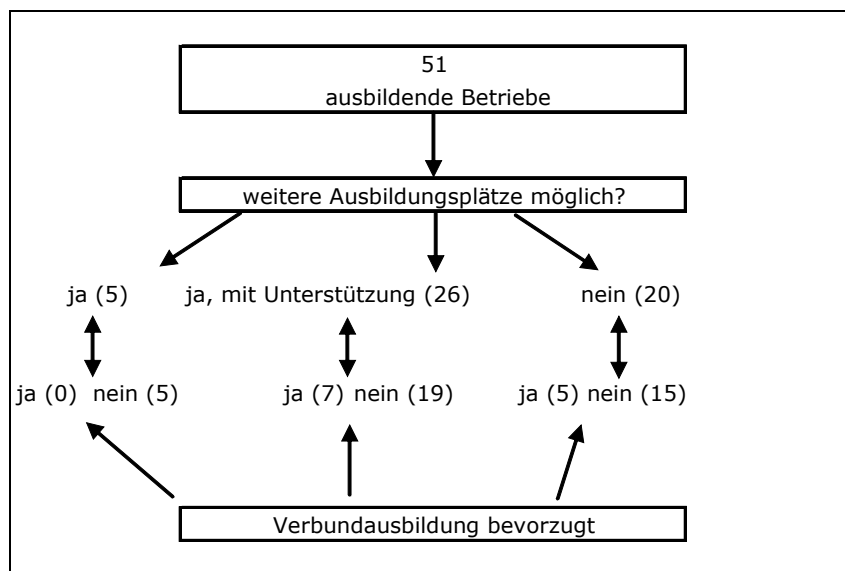 51
ausbildende Betriebe
weitere Ausbildungsplätze möglich?
ja (5) ja, mit Unterstützung (26) nein (20)
ja (0) nein (5) ja (7) nein (19) ja (5) nein (15)
Verbundausbildung bevorzugt